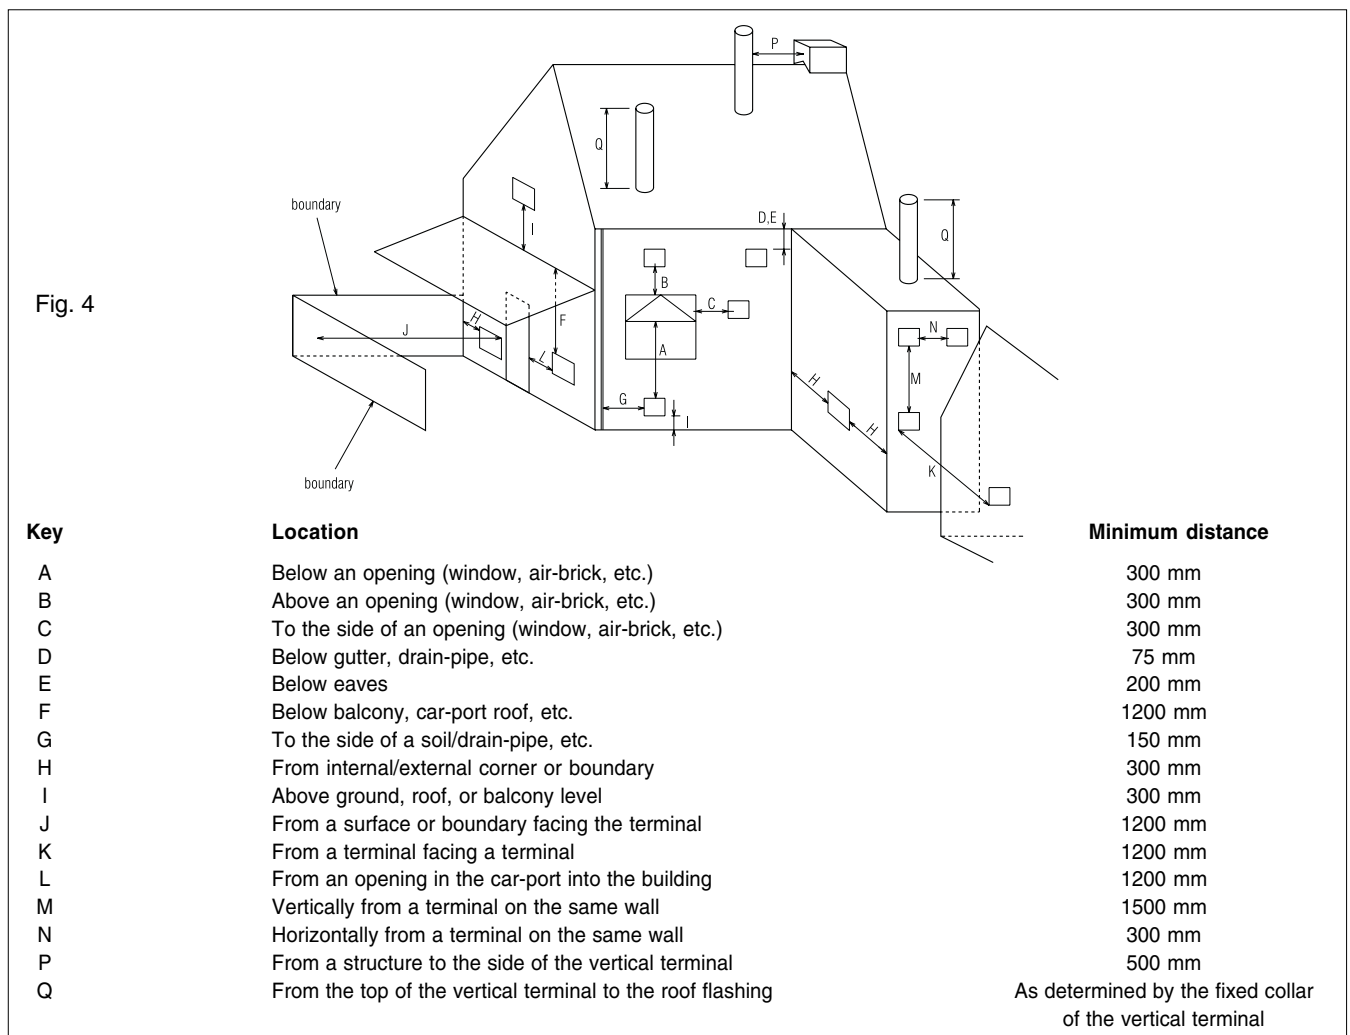 P
Q
boundary
I
D,E
Q
B
F
C
Fig. 4
H
J
N
A
L
M
H
G
I
H
K
boundary
Key Location Minimum distance
A Below an opening (window, air-brick, etc.) 300 mm
B Above an opening (window, air-brick, etc.) 300 mm
C To the side of an opening (window, air-brick, etc.) 300 mm
D Below gutter, drain-pipe, etc. 75 mm
E Below eaves 200 mm
F Below balcony, car-port roof, etc. 1200 mm
G To the side of a soil/drain-pipe, etc. 150 mm
H From internal/external corner or boundary 300 mm
I Above ground, roof, or balcony level 300 mm
J From a surface or boundary facing the terminal 1200 mm
K From a terminal facing a terminal 1200 mm
L From an opening in the car-port into the building 1200 mm
M Vertically from a terminal on the same wall 1500 mm
N Horizontally from a terminal on the same wall 300 mm
P From a structure to the side of the vertical terminal 500 mm
Q From the top of the vertical terminal to the roof flashing As determined by the fixed collar
of the vertical terminal